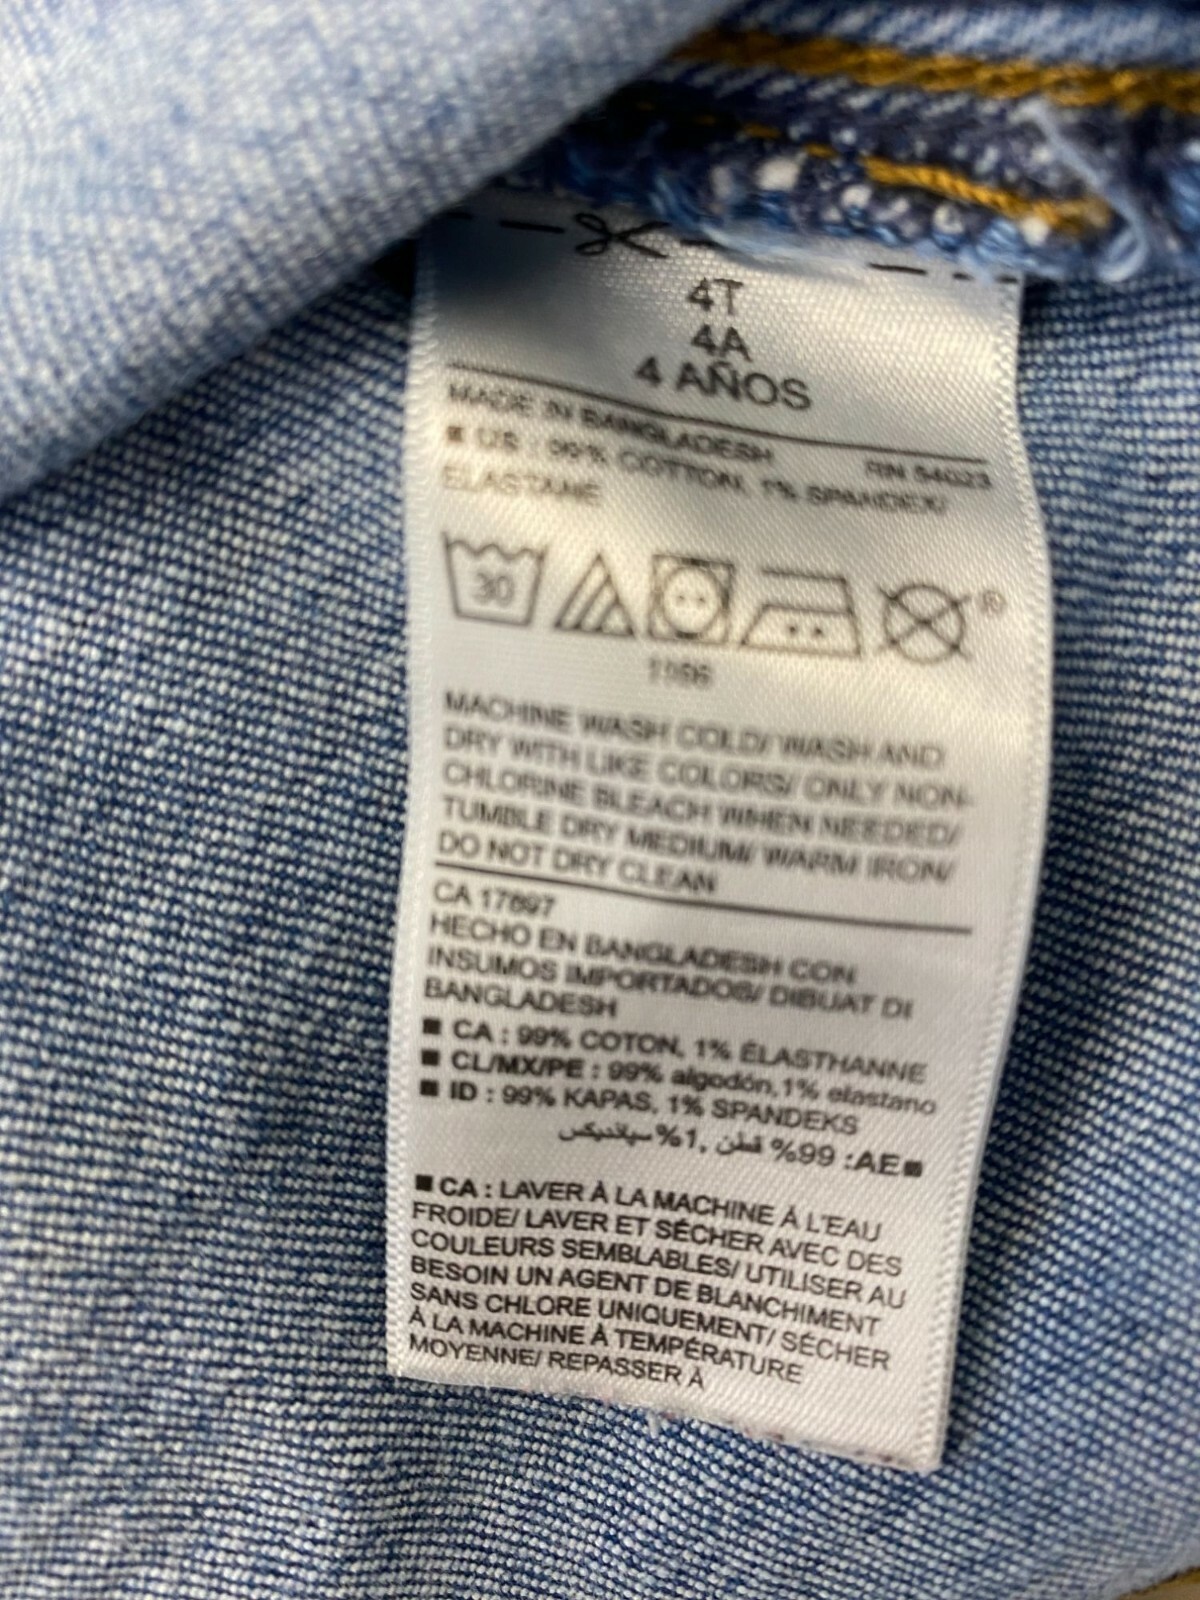 4T
4A
4 AÑOS
MADE IN BANGLADESH RN 54023
■ US : 99% COTTON, 1% SPANDEX/
ELASTANE
30
MACHINE WASH COLD/ WASH AND
DRY WITH LIKE COLORS/ ONLY NON-
CHLORINE BLEACH WHEN NEEDED/
TUMBLE DRY MEDIUM/ WARM IRON/
DO NOT DRY CLEAN
CA 17897
HECHO EN BANGLADESH CON
INSUMOS IMPORTADOS/ DIBUAT DI
BANGLADESH
■ CA : 99% COTON, 1% ÉLASTHANNE
■ CL/MX/PE : 99% algodón,1% elastano
■ ID : 99% KAPAS, 1% SPANDEKS
■AE: 99% قطن, 1% سباندیکس
■ CA : LAVER À LA MACHINE À L'EAU
FROIDE/ LAVER ET SÉCHER AVEC DES
COULEURS SEMBLABLES/ UTILISER AU
BESOIN UN AGENT DE BLANCHIMENT
SANS CHLORE UNIQUEMENT/ SÉCHER
À LA MACHINE À TEMPÉRATURE
MOYENNE/ REPASSER À